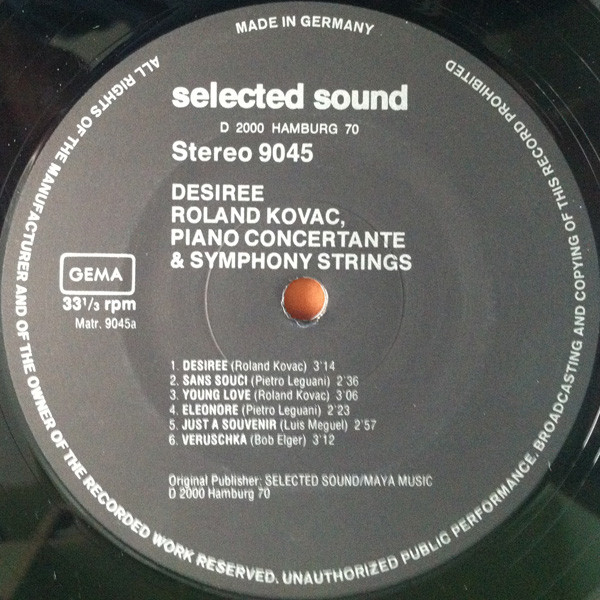 MADE IN GERMANY
ALL RIGHTS OF THE MANUFACTURER AND OF THE OWNER OF THE RECORDED WORK RESERVED. UNAUTHORIZED PUBLIC PERFORMANCE. BROADCASTING AND COPYING OF THIS RECORD PROHIBITED
selected sound
D 2000 HAMBURG 70
Stereo 9045
DESIREE
ROLAND KOVAC,
PIANO CONCERTANTE
& SYMPHONY STRINGS
GEMA
33 1/3 rpm
Matr. 9045a
1. DESIREE (Roland Kovac) 3'14
2. SANS SOUCI (Pietro Leguani) 2'36
3. YOUNG LOVE (Roland Kovac) 3'06
4. ELEONORE (Pietro Leguani) 2'23
5. JUST A SOUVENIR (Luis Meguel) 2'57
6. VERUSCHKA (Bob Elger) 3'12
Original Publisher: SELECTED SOUND/MAYA MUSIC
D 2000 Hamburg 70